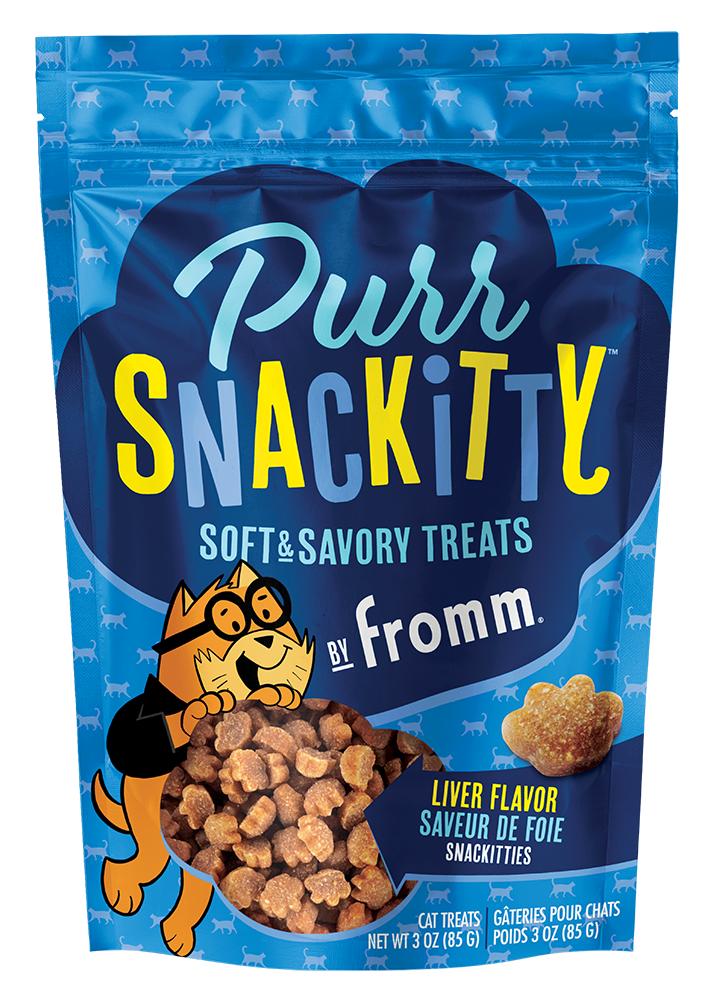 Purr
SNACKiTTY™
SOFT & SAVORY TREATS
BY fromm®
LIVER FLAVOR
SAVEUR DE FOIE
SNACKITTIES
CAT TREATS | GÂTERIES POUR CHATS
NET WT 3 OZ (85 G) | POIDS 3 OZ (85 G)